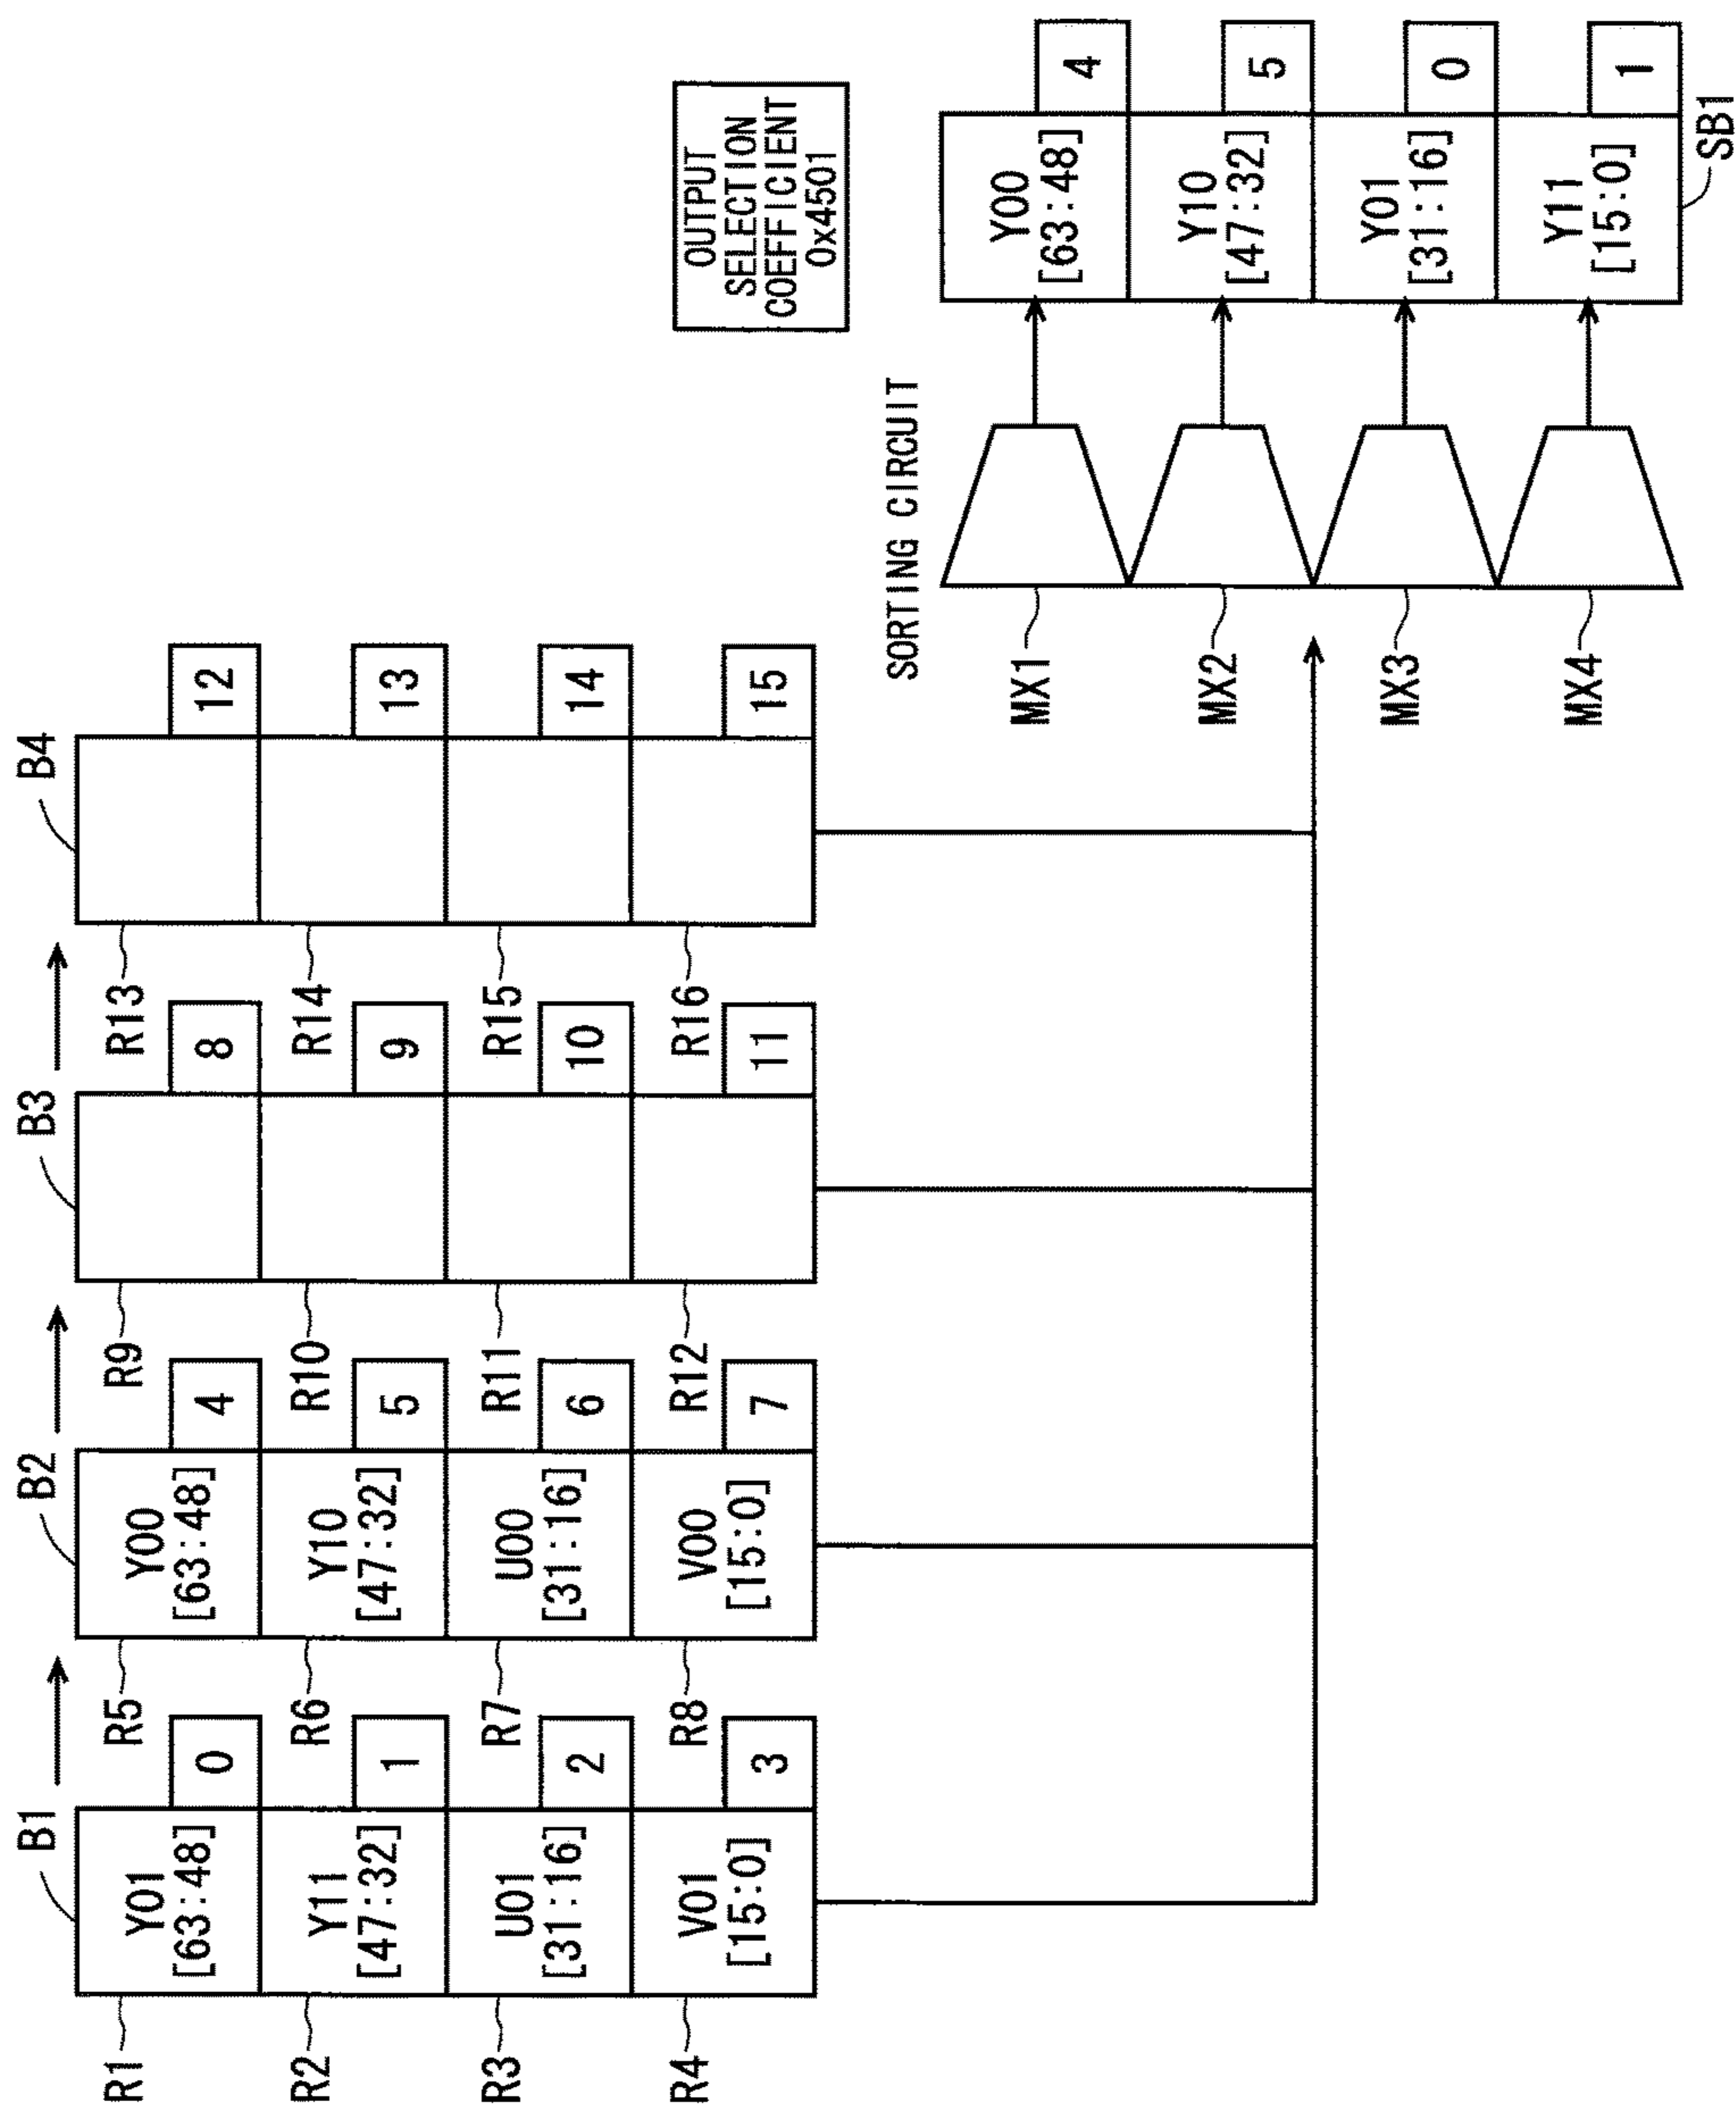 B1
B2
B3
B4
R1
Y01
[63:48]
0
R2
Y11
[47:32]
1
R3
U01
[31:16]
2
R4
V01
[15:0]
3
R5
Y00
[63:48]
4
R6
Y10
[47:32]
5
R7
U00
[31:16]
6
R8
V00
[15:0]
7
R9
8
R10
9
R11
10
R12
11
R13
12
R14
13
R15
14
R16
15
OUTPUT
SELECTION
COEFFICIENT
0x4501
SORTING CIRCUIT
MX1
Y00
[63:48]
4
MX2
Y10
[47:32]
5
MX3
Y01
[31:16]
0
MX4
Y11
[15:0]
1
SB1